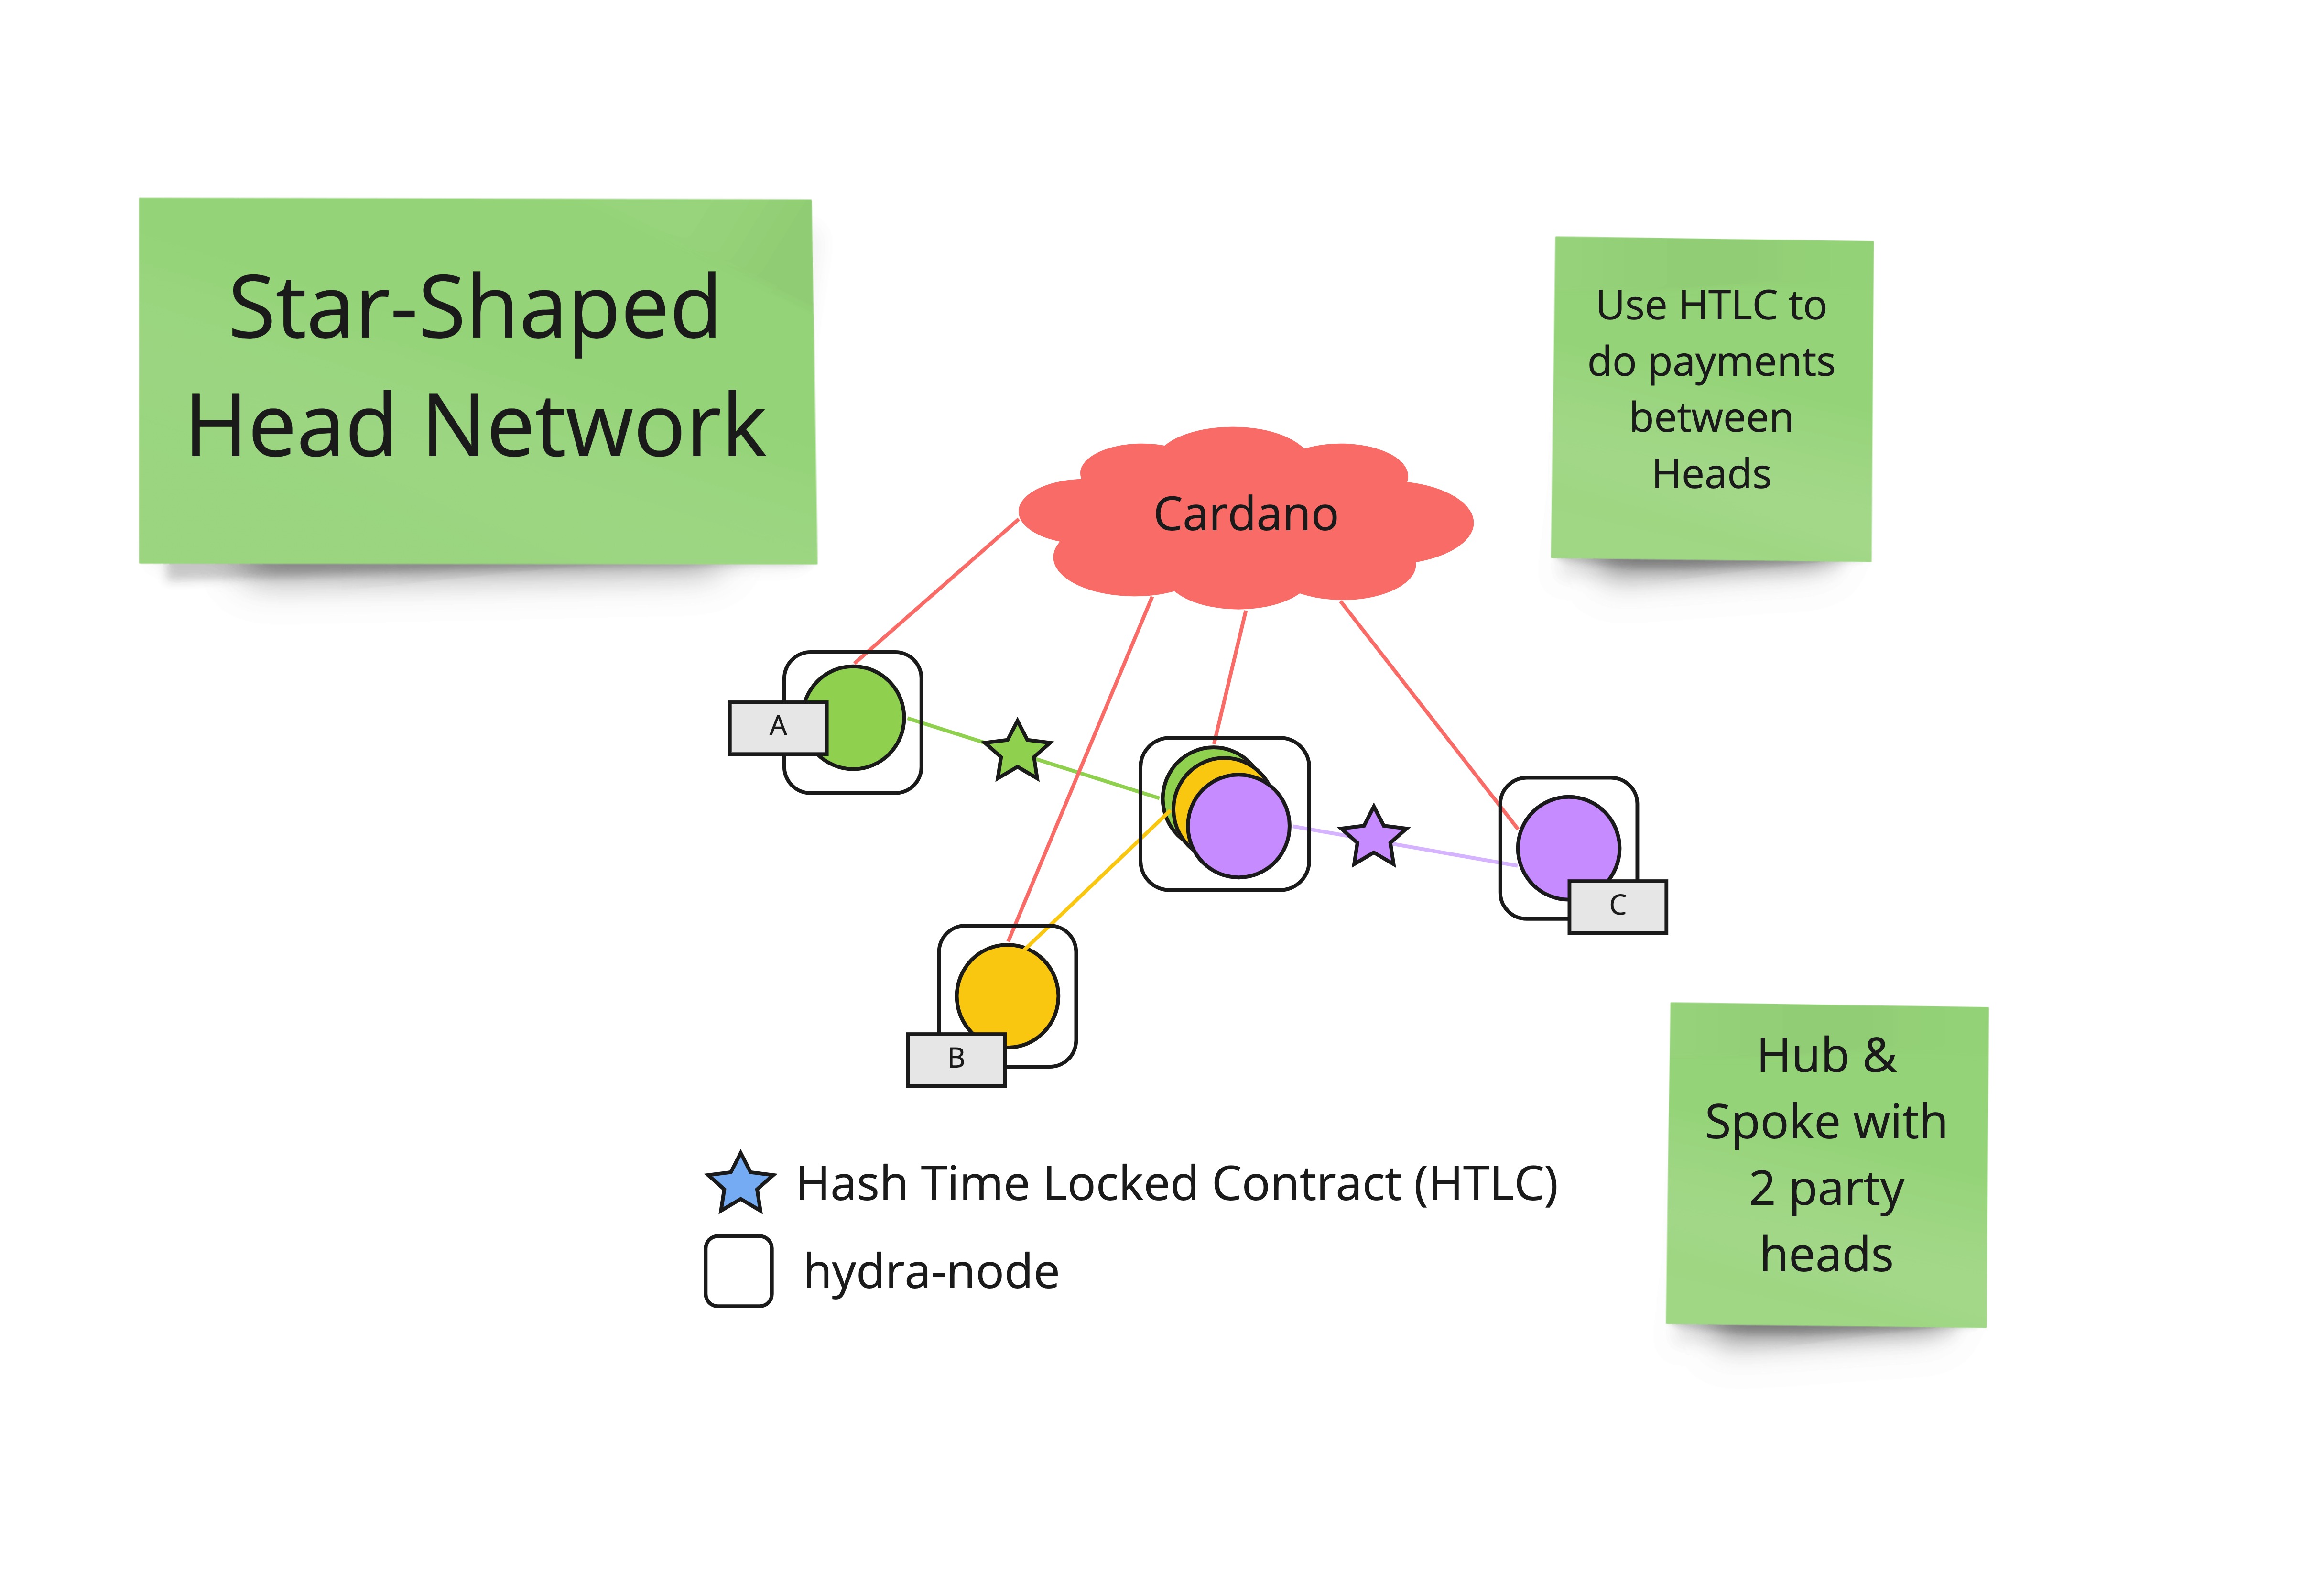 Star-Shaped
Head Network
Use HTLC to
do payments
between
Heads
Cardano
A
B
C
Hub &
Spoke with
2 party
heads
Hash Time Locked Contract (HTLC)
hydra-node